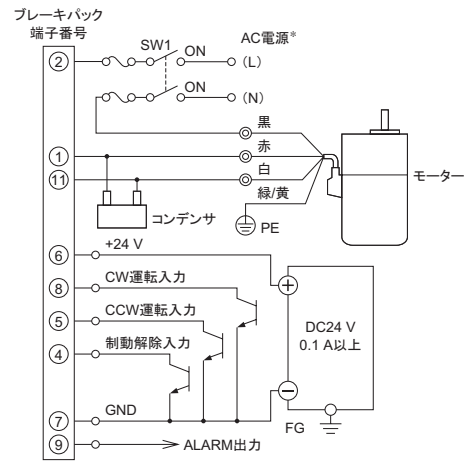 ブレーキパック
端子番号
SW1
ON
AC電源*
②
(L)
ON
(N)
黒
①
赤
⑪
白
緑/黄
モーター
コンデンサ
PE
⑥
+24 V
⑧
CW運転入力
⑤
CCW運転入力
④
制動解除入力
DC24 V
0.1 A以上
⑦
GND
FG
⑨
ALARM出力